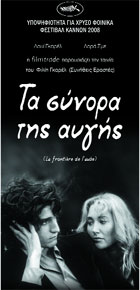 ΥΠΟΨΗΦΙΟΤΗΤΑ ΓΙΑ ΧΡΥΣΟ ΦΟΙΝΙΚΑ
ΦΕΣΤΙΒΑΛ ΚΑΝΝΩΝ 2008
Λουί Γκαρέλ Λορά Σμετ
η filmtrade παρουσιάζει την ταινία
του Φιλίπ Γκαρέλ (Συνήθεις Εραστές)
Τα σύνορα
της αυγής
(La frontière de l'aube)